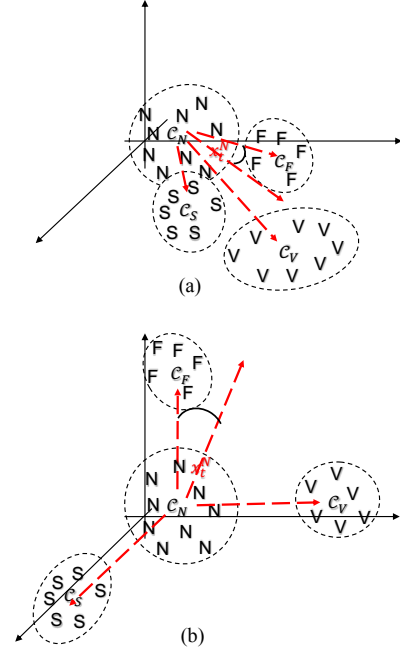 N N
N N
N 𝒞_N
x_t^N
F F F
N N F 𝒞_F
N N F
S S
S S
S 𝒞_S
S S
S
V V
V V
𝒞_V V
V V
V V
(a)
F F F
F 𝒞_F
F
N x_t^N
N N
N 𝒞_N N
N N
N N
V V
V V
𝒞_V V
V V V
S S
S 𝒞_S S
S S
(b)